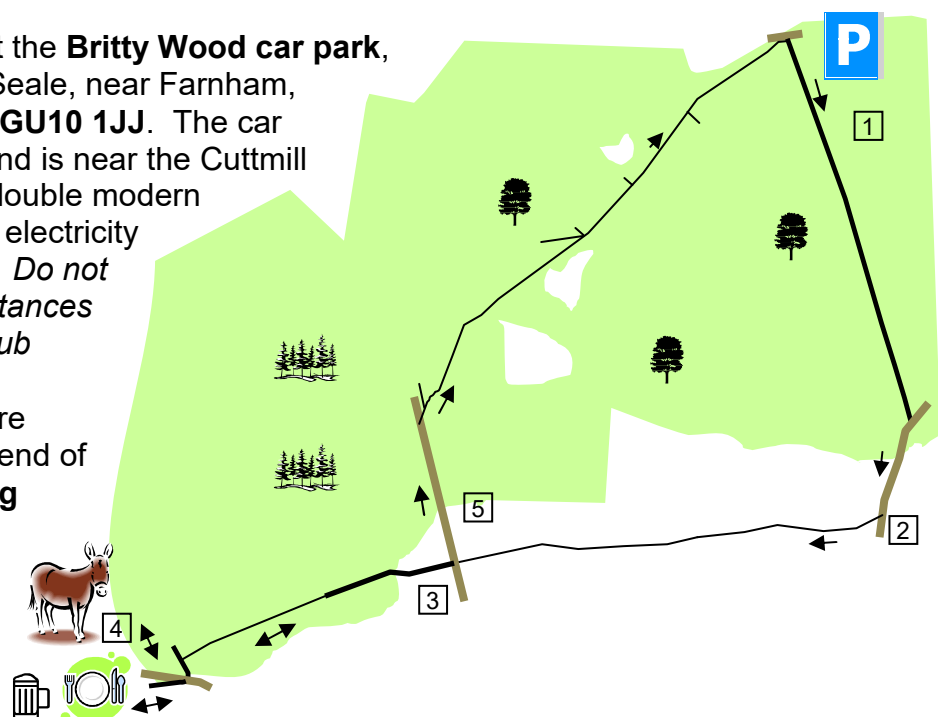 t the Britty Wood car park,
Seale, near Farnham,
GU10 1JJ. The car
nd is near the Cuttmill
double modern
electricity
Do not
tances
ub
re
end of
g
P
1
2
3
4
5